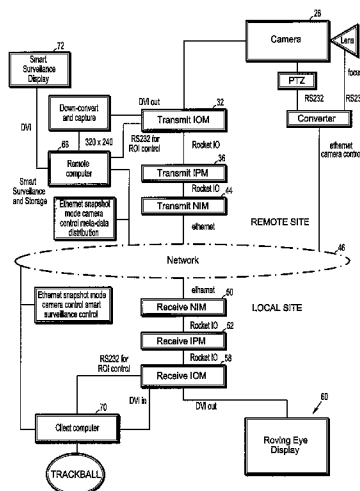 72
Smart
Surveillance
Display
26
Camera
Lens
focus
PTZ
RS232
RS23
Converter
ethernet
camera control
DVI out
32
Down-convert
and capture
Transmit IOM
DVI
RS232 for
ROI control
320 x 240
66
Remote
computer
Rocket IO
36
Transmit IPM
Rocket IO
44
Transmit NIM
Smart
Surveillance
and Storage
Ethernet snapshot
mode camera
control meta-data
distribution
ethernet
REMOTE SITE
46
Network
ethernet
LOCAL SITE
50
Receive NIM
Ethernet snapshot mode
camera control smart
surveillance control
Rocket IO
52
Receive IPM
Rocket IO
58
RS232 for
ROI control
Receive IOM
70
DVI in
DVI out
60
Client computer
Roving Eye
Display
TRACKBALL